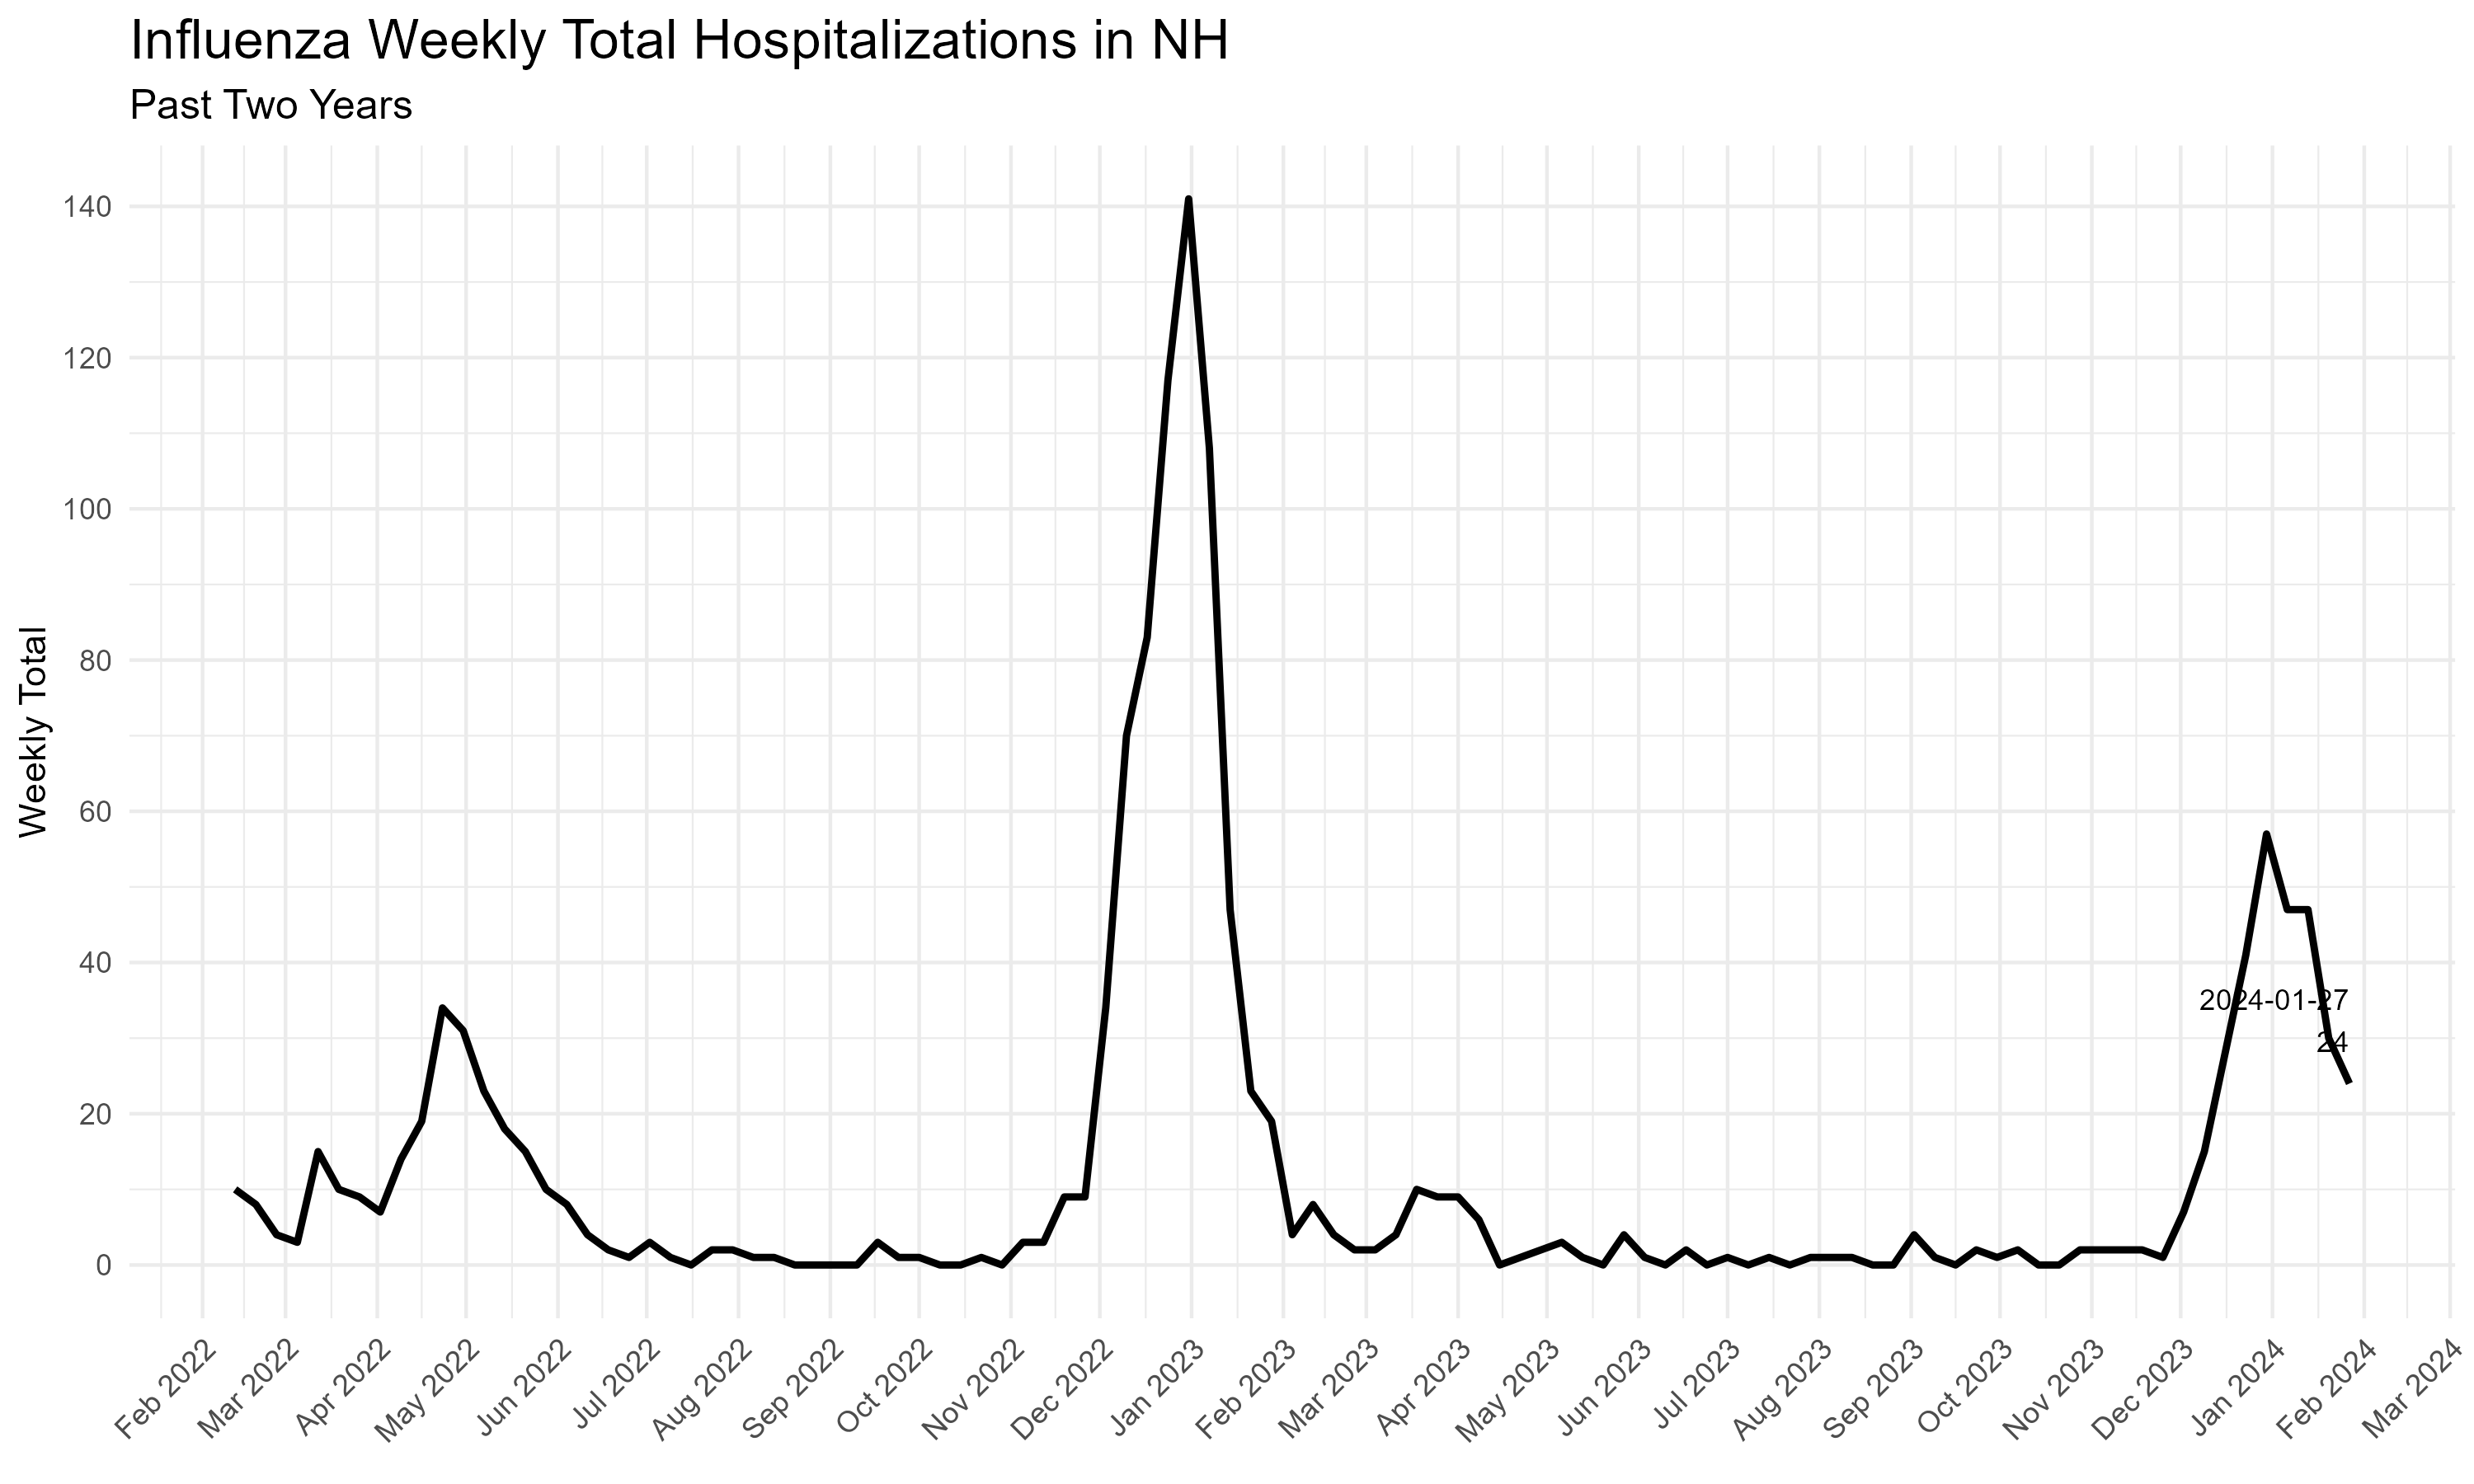 Influenza Weekly Total Hospitalizations in NH
Past Two Years
Weekly Total
140
120
100
80
60
40
20
0
2024-01-27
24
Feb 2022
Mar 2022
Apr 2022
May 2022
Jun 2022
Jul 2022
Aug 2022
Sep 2022
Oct 2022
Nov 2022
Dec 2022
Jan 2023
Feb 2023
Mar 2023
Apr 2023
May 2023
Jun 2023
Jul 2023
Aug 2023
Sep 2023
Oct 2023
Nov 2023
Dec 2023
Jan 2024
Feb 2024
Mar 2024